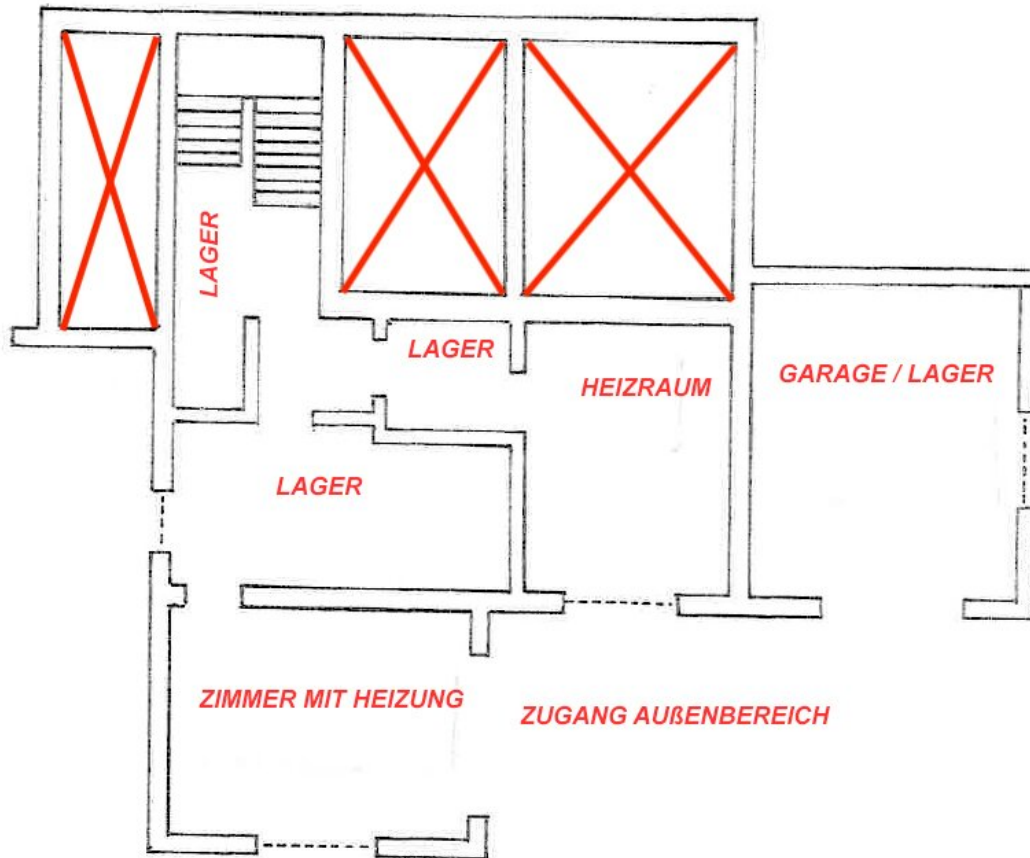 LAGER
LAGER
HEIZRAUM
GARAGE / LAGER
LAGER
ZIMMER MIT HEIZUNG
ZUGANG AUßENBEREICH